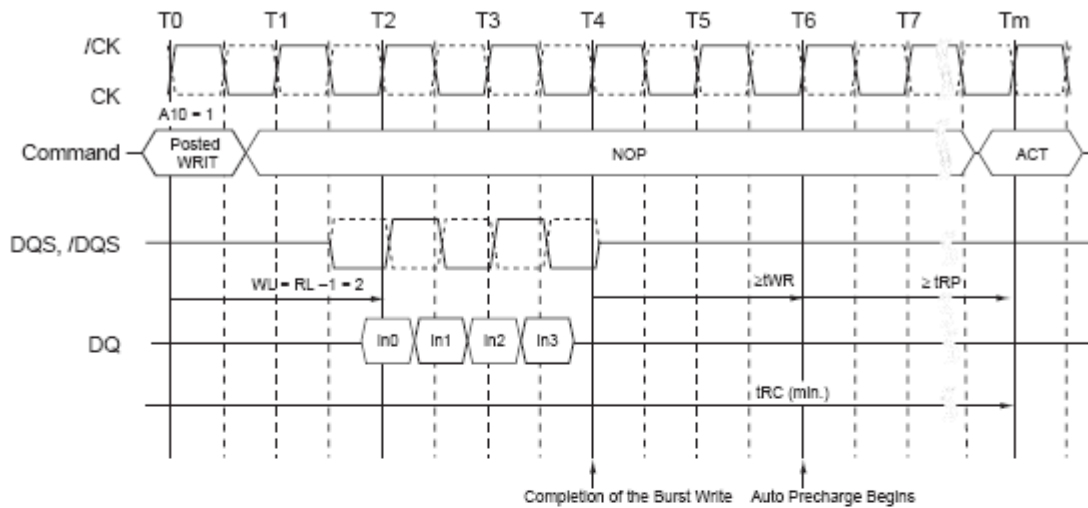 T0 T1 T2 T3 T4 T5 T6 T7 Tm
/CK
CK
A10 = 1
Command
Posted
WRIT
NOP
ACT
DQS, /DQS
WL = RL –1 = 2
≥tWR
≥ tRP
DQ
In0 In1 In2 In3
tRC (min.)
Completion of the Burst Write Auto Precharge Begins